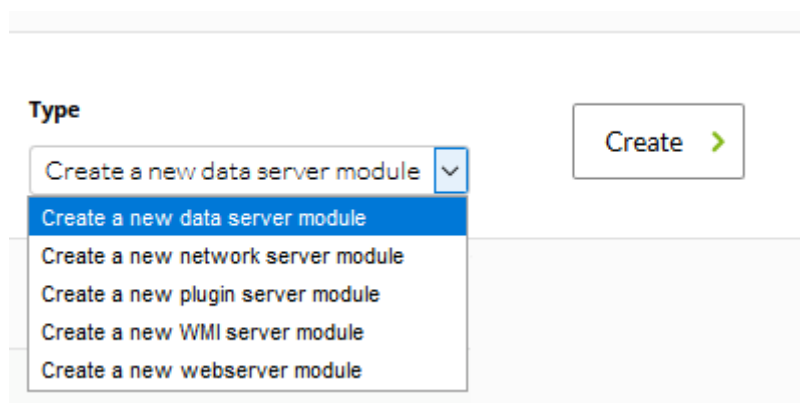 Type
Create a new data server module
Create
Create a new data server module
Create a new network server module
Create a new plugin server module
Create a new WMI server module
Create a new webserver module